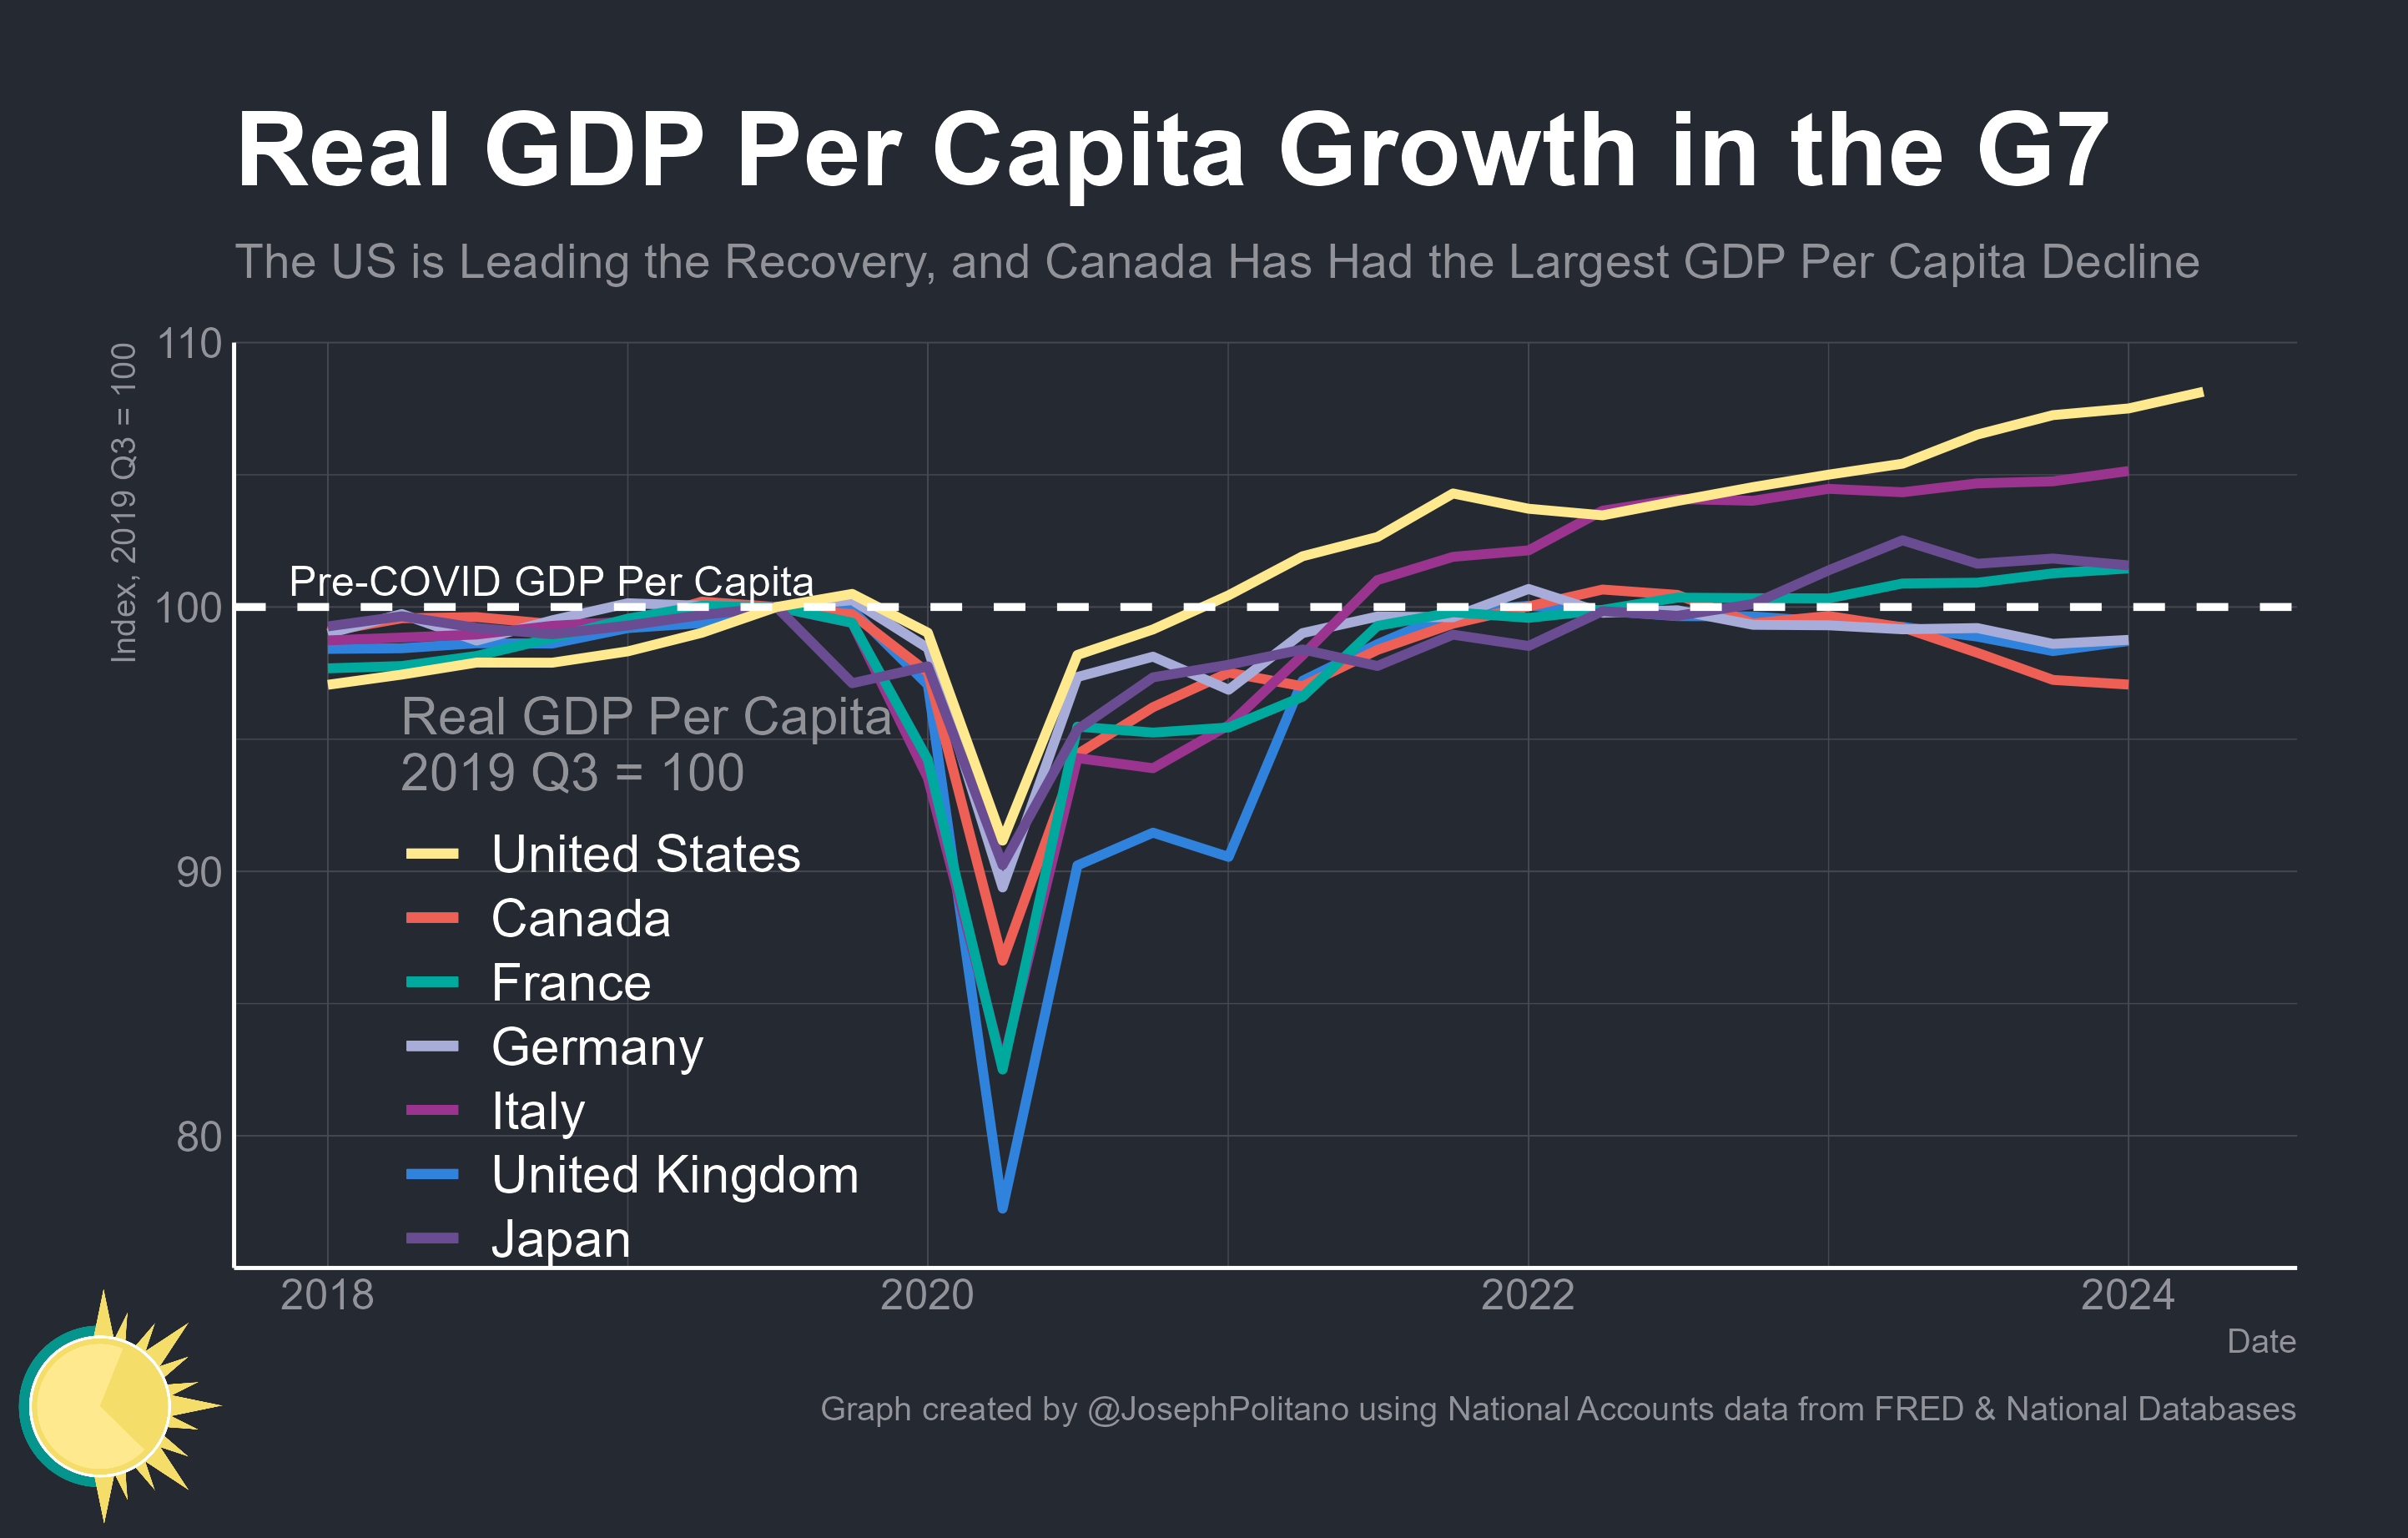 Real GDP Per Capita Growth in the G7
The US is Leading the Recovery, and Canada Has Had the Largest GDP Per Capita Decline
Index, 2019 Q3 = 100
110
100
90
80
Pre-COVID GDP Per Capita
Real GDP Per Capita
2019 Q3 = 100
United States
Canada
France
Germany
Italy
United Kingdom
Japan
2018
2020
2022
2024
Date
Graph created by @JosephPolitano using National Accounts data from FRED & National Databases